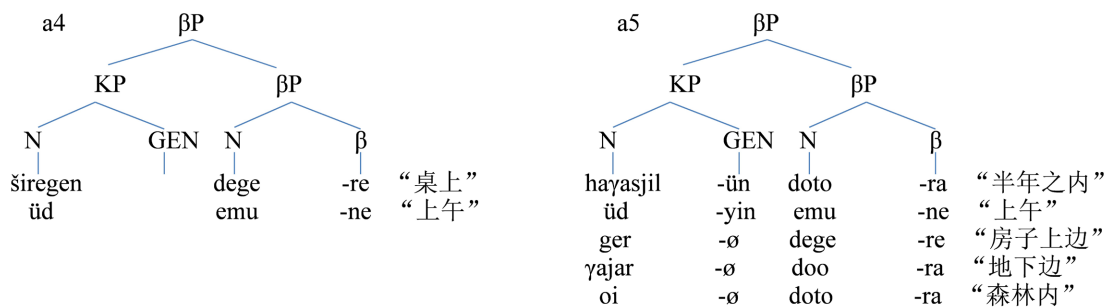 a4 βP
KP βP
N GEN N β
širegen dege -re “桌上”
üd emu -ne “上午”
a5 βP
KP βP
N GEN N β
haγasjil -ün doto -ra “半年之内”
üd -yin emu -ne “上午”
ger -ø dege -re “房子上边”
γajar -ø doo -ra “地下边”
oi -ø doto -ra “森林内”